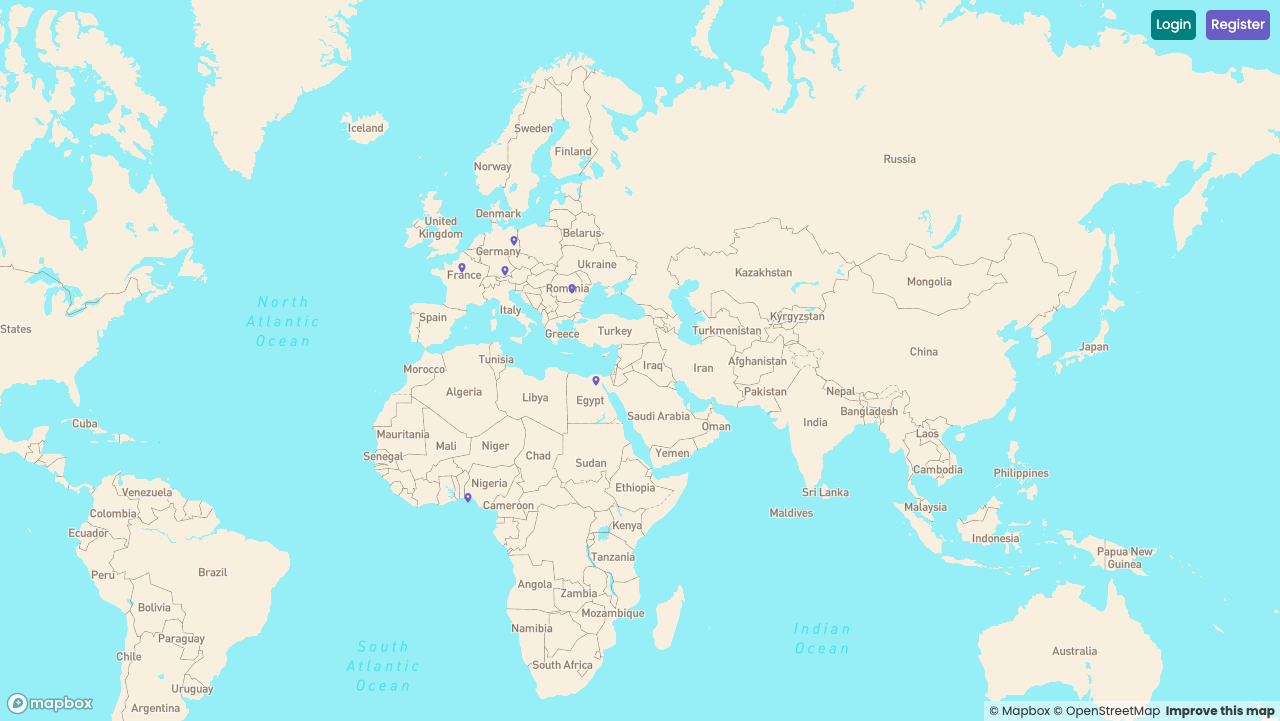 Login
Register
Iceland
Sweden
Finland
Norway
Russia
Denmark
United
Kingdom
Belarus
Germany
Ukraine
France
Kazakhstan
Mongolia
Romania
North
Atlantic
Ocean
Italy
Spain
Kyrgyzstan
States
Greece
Turkey
Turkmenistan
Japan
China
Tunisia
Morocco
Iraq
Iran
Afghanistan
Algeria
Libya
Egypt
Pakistan
Nepal
Bangladesh
Saudi Arabia
India
Oman
Cuba
Mauritania
Mali
Niger
Laos
Senegal
Chad
Yemen
Sudan
Cambodia
Philippines
Nigeria
Ethiopia
Venezuela
Sri Lanka
Cameroon
Colombia
Maldives
Malaysia
Ecuador
Kenya
Indonesia
Tanzania
Papua New
Guinea
Peru
Brazil
Angola
Zambia
Bolivia
Mozambique
Namibia
Indian
Ocean
Paraguay
South
Atlantic
Ocean
Chile
South Africa
Australia
Uruguay
Argentina
mapbox
© Mapbox © OpenStreetMap Improve this map